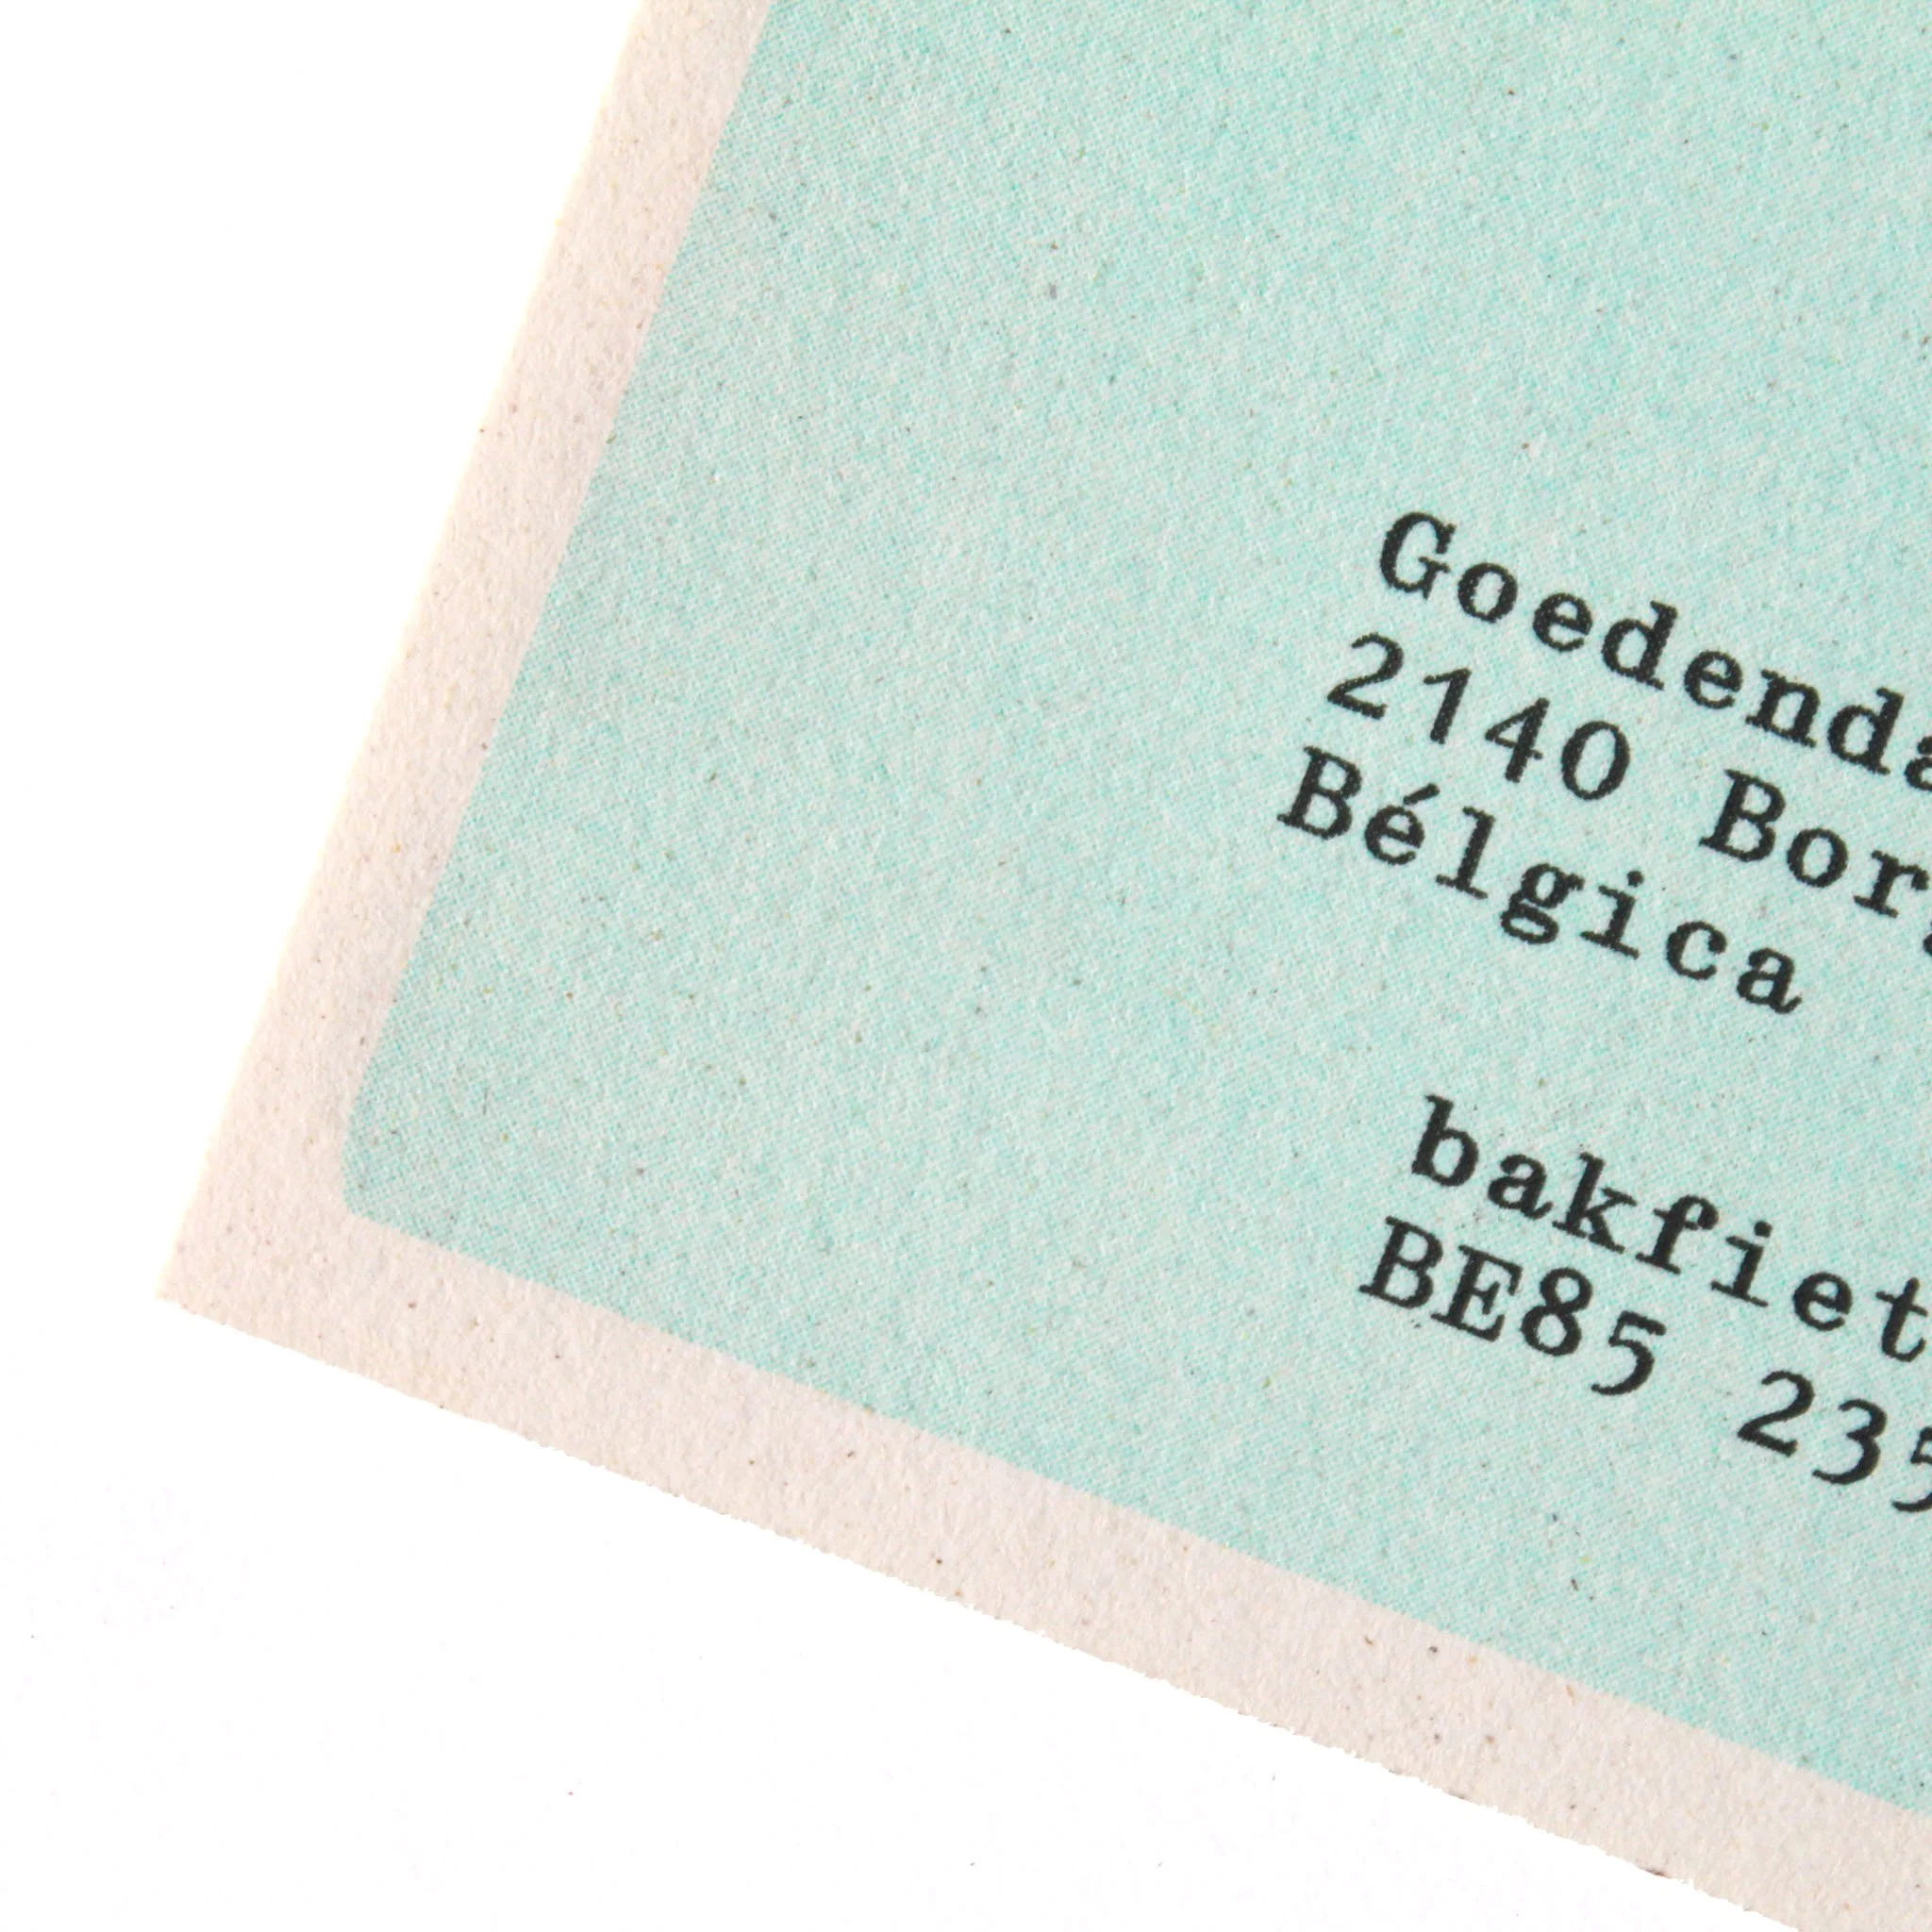 Goedenda
2140 Bor
Bélgica
bakfiet
BE85 235